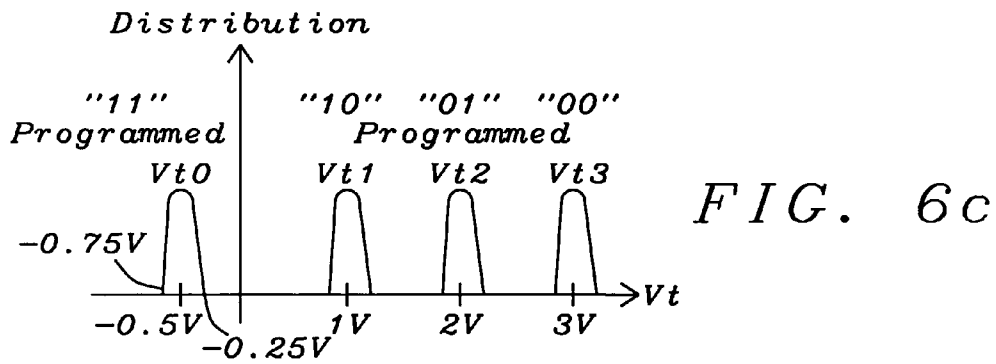 Distribution
"11" "10" "01" "00"
Programmed Programmed
Vt0 Vt1 Vt2 Vt3
FIG. 6c
-0.75V
Vt
-0.5V 1V 2V 3V
-0.25V